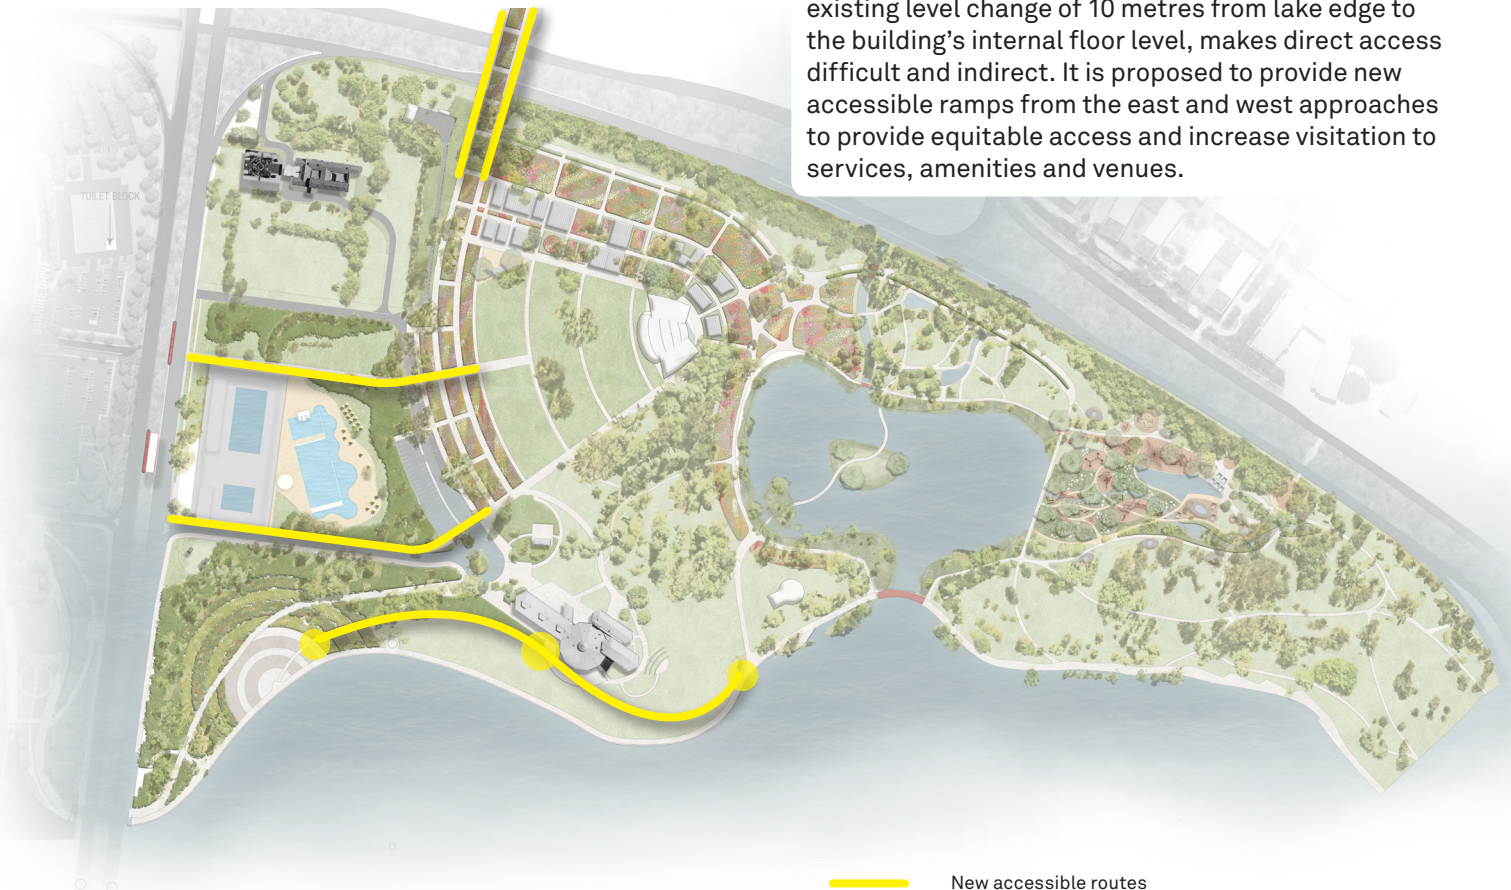 existing level change of 10 metres from lake edge to
the building’s internal floor level, makes direct access
difficult and indirect. It is proposed to provide new
accessible ramps from the east and west approaches
to provide equitable access and increase visitation to
services, amenities and venues.
TOILET BLOCK
New accessible routes